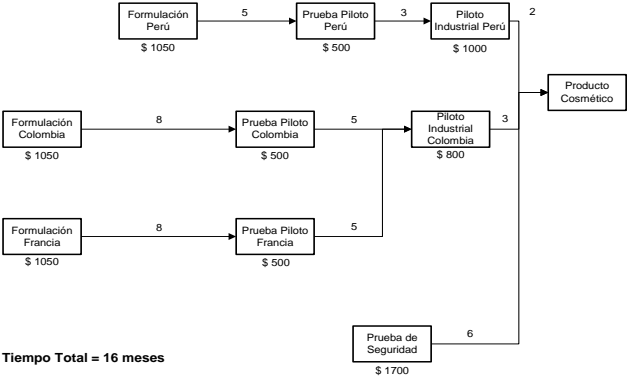 Formulación
Perú
5
Prueba Piloto
Perú
3
Piloto
Industrial Perú
2
$ 1050
$ 500
$ 1000
Producto
Cosmético
Formulación
Colombia
8
Prueba Piloto
Colombia
5
Piloto
Industrial
Colombia
3
$ 1050
$ 500
$ 800
Formulación
Francia
8
Prueba Piloto
Francia
5
$ 1050
$ 500
Prueba de
Seguridad
6
$ 1700
Tiempo Total = 16 meses